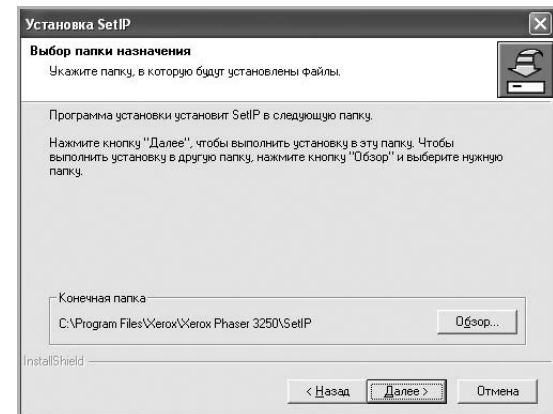 Установка SetIP
Выбор папки назначения
Укажите папку, в которую будут установлены файлы.
Программа установки установит SetIP в следующую папку.
Нажмите кнопку "Далее", чтобы выполнить установку в эту папку. Чтобы
выполнить установку в другую папку, нажмите кнопку "Обзор" и выберите нужную
папку.
Конечная папка
C:\Program Files\Xerox\Xerox Phaser 3250\SetIP
Обзор...
InstallShield
< Назад
Далее >
Отмена